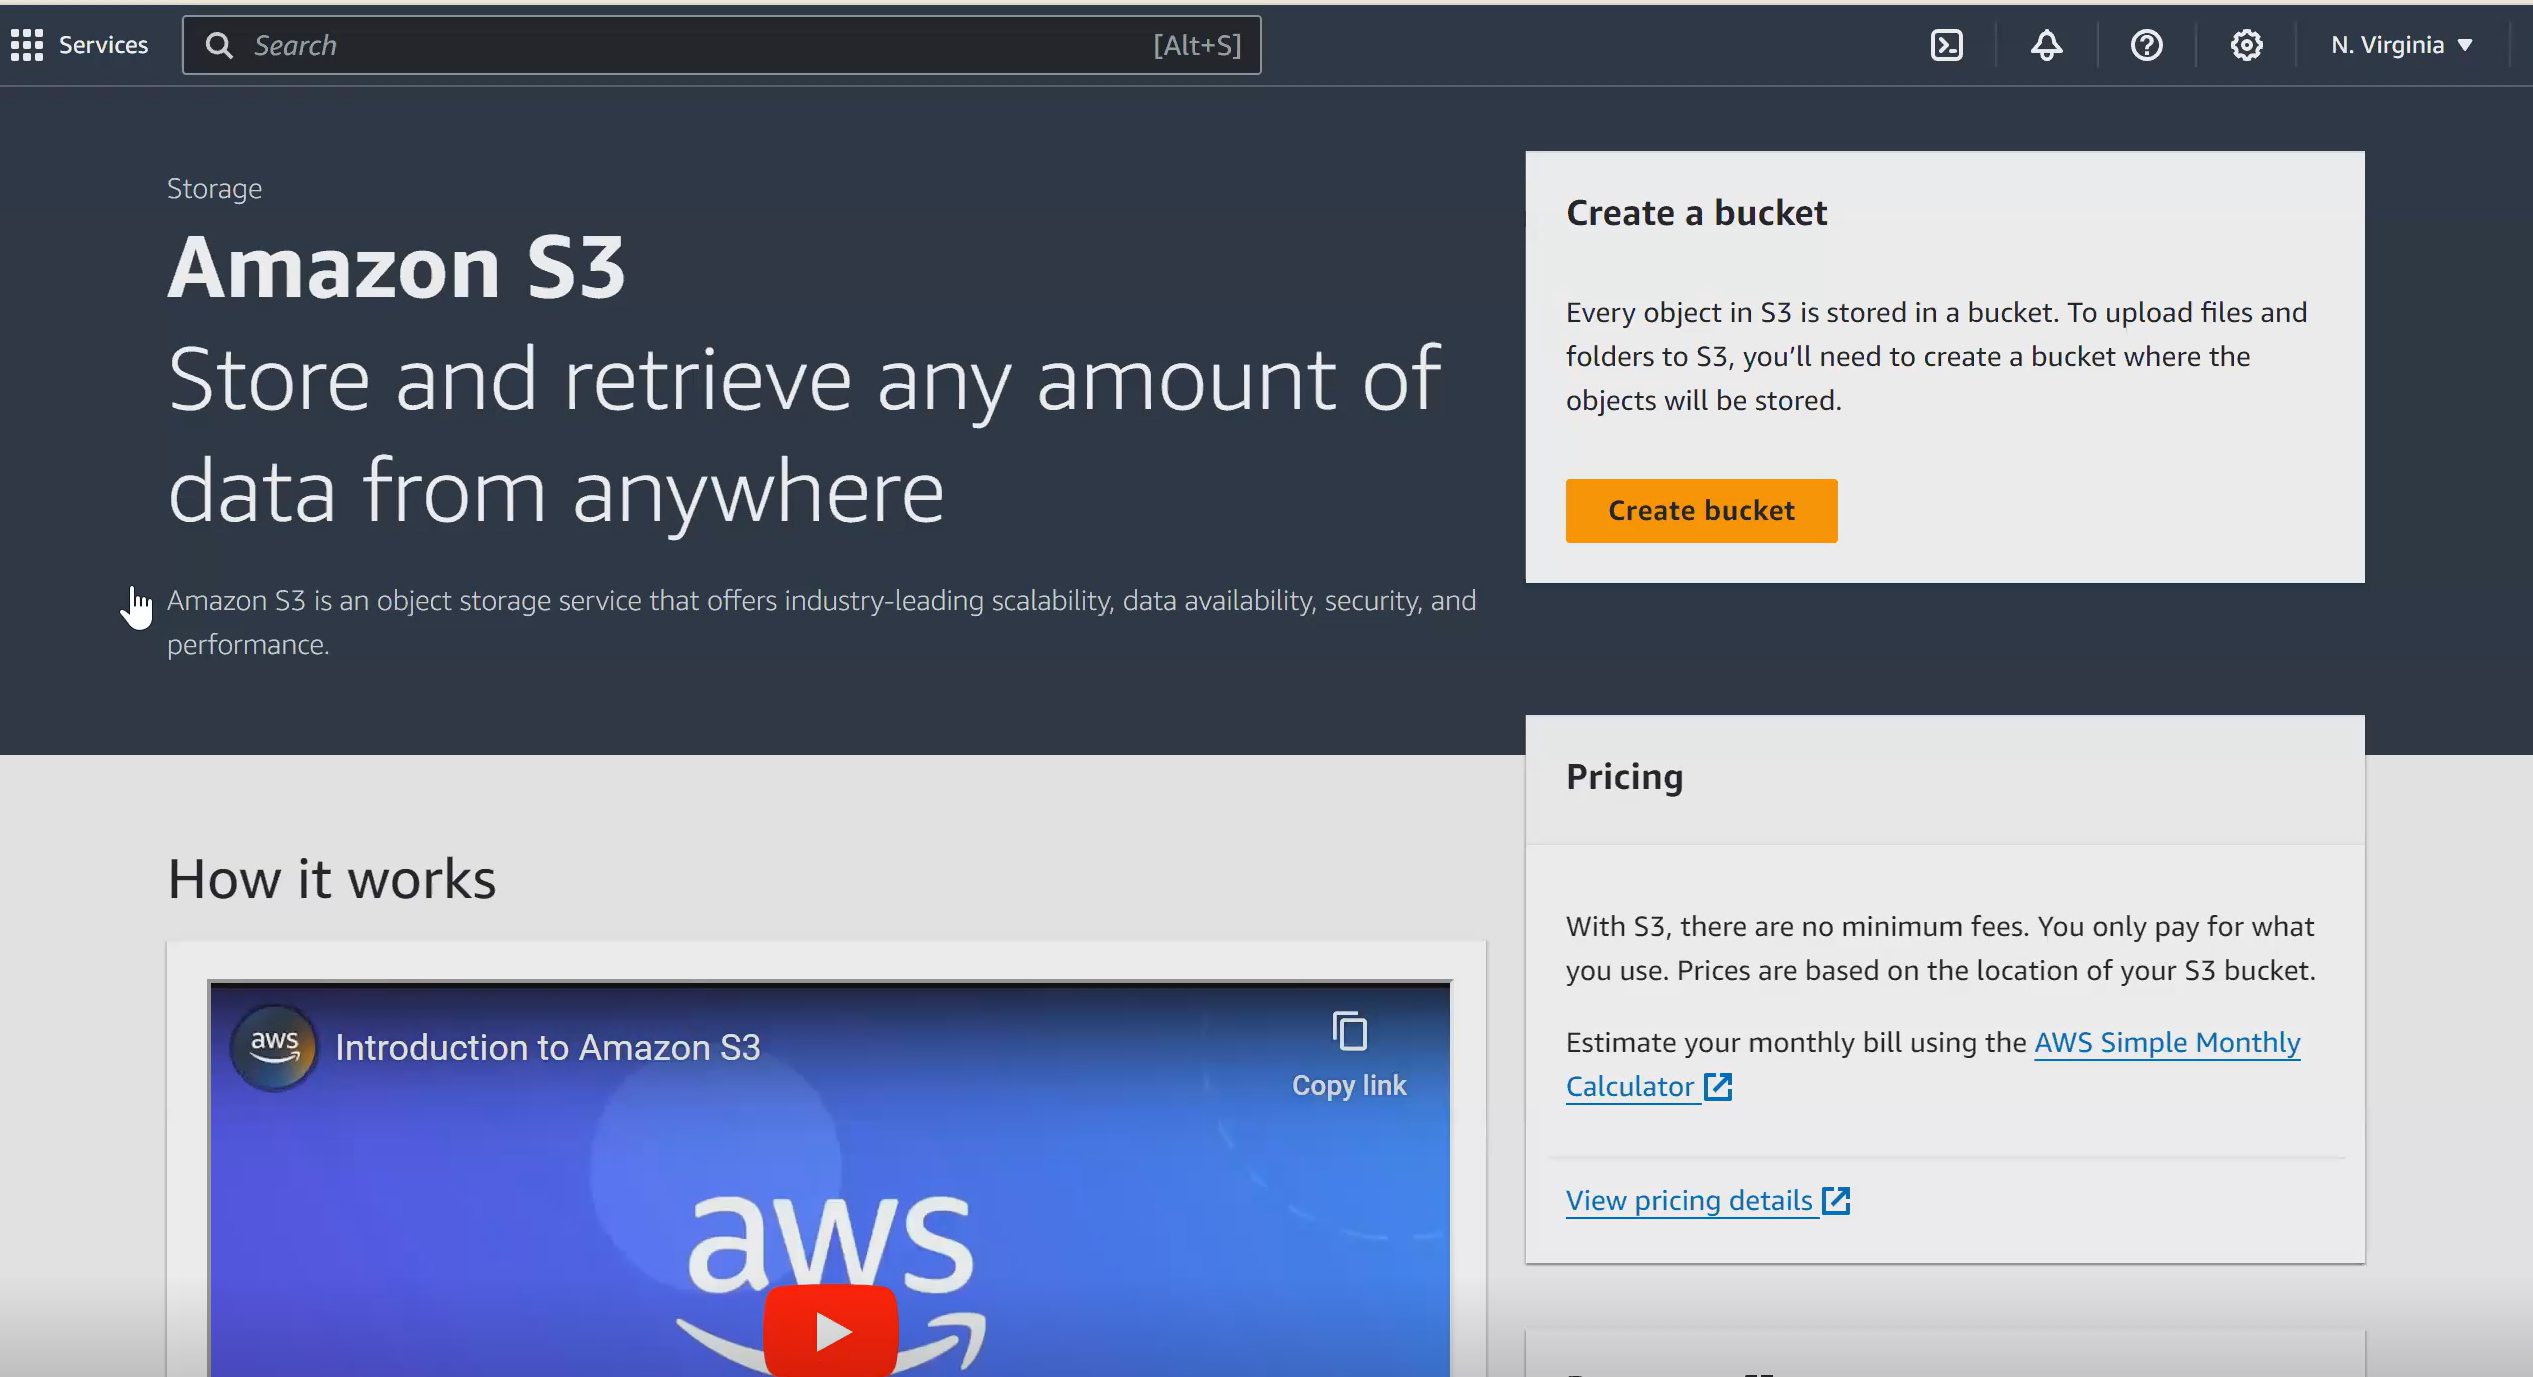 Services
Search
[Alt+S]
N. Virginia
Storage
Amazon S3
Store and retrieve any amount of
data from anywhere
Amazon S3 is an object storage service that offers industry-leading scalability, data availability, security, and
performance.
Create a bucket
Every object in S3 is stored in a bucket. To upload files and
folders to S3, you'll need to create a bucket where the
objects will be stored.
Create bucket
Pricing
With S3, there are no minimum fees. You only pay for what
you use. Prices are based on the location of your S3 bucket.
Estimate your monthly bill using the AWS Simple Monthly
Calculator
View pricing details
How it works
aws
Introduction to Amazon S3
Copy link
aws